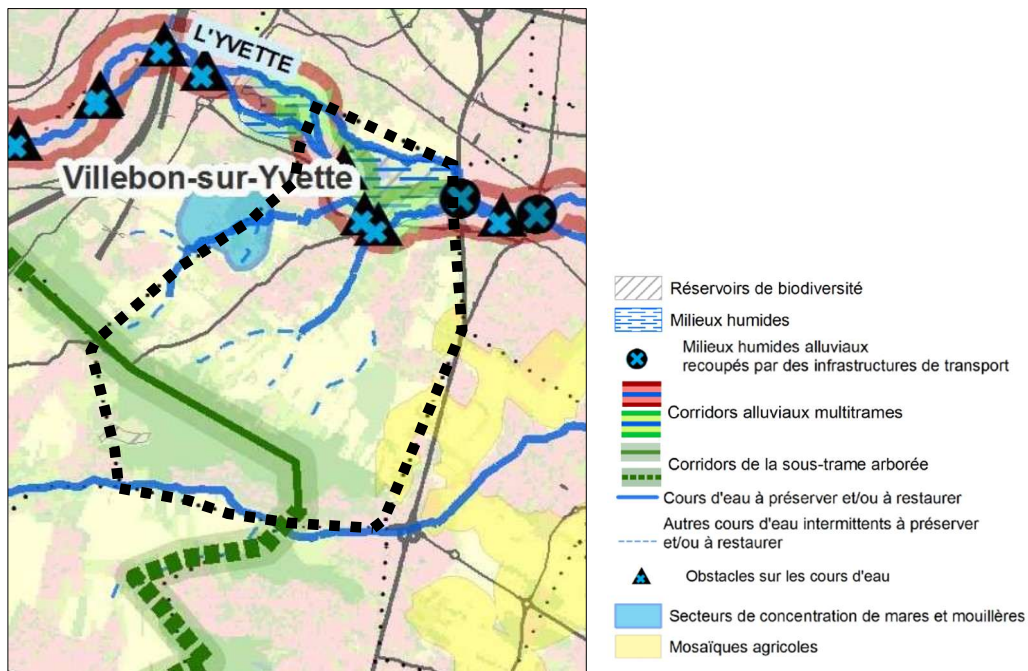 L'YVETTE
Villebon-sur-Yvette
Réservoirs de biodiversité
Milieux humides
Milieux humides alluviaux
recoupés par des infrastructures de transport
Corridors alluviaux multitrames
Corridors de la sous-trame arborée
Cours d'eau à préserver et/ou à restaurer
Autres cours d'eau intermittents à préserver
et/ou à restaurer
Obstacles sur les cours d'eau
Secteurs de concentration de mares et mouillères
Mosaïques agricoles